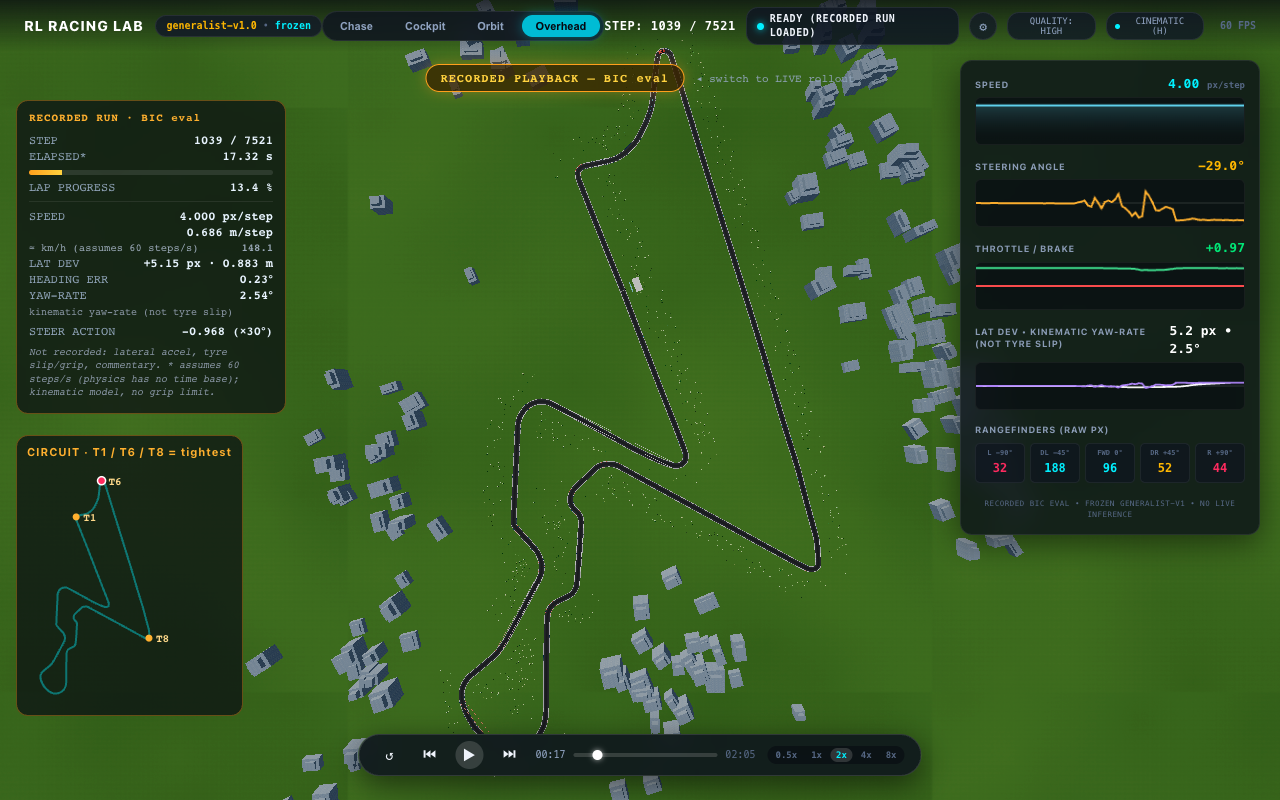 RL RACING LAB
generalist-v1.0 · frozen
Chase
Cockpit
Orbit
Overhead
STEP: 1039 / 7521
READY (RECORDED RUN LOADED)
QUALITY: HIGH
CINEMATIC (H)
60 FPS
RECORDED PLAYBACK — BIC eval
◂ switch to LIVE rollout
RECORDED RUN · BIC eval
STEP 1039 / 7521
ELAPSED* 17.32 s
LAP PROGRESS 13.4 %
SPEED 4.000 px/step
0.686 m/step
≈ km/h (assumes 60 steps/s) 148.1
LAT DEV +5.15 px · 0.883 m
HEADING ERR 0.23°
YAW-RATE 2.54°
kinematic yaw-rate (not tyre slip)
STEER ACTION −0.968 (×30°)
Not recorded: lateral accel, tyre
slip/grip, commentary. * assumes 60
steps/s (physics has no time base);
kinematic model, no grip limit.
CIRCUIT · T1 / T6 / T8 = tightest
T6
T1
T8
SPEED 4.00 px/step
STEERING ANGLE −29.0°
THROTTLE / BRAKE +0.97
LAT DEV • KINEMATIC YAW-RATE (NOT TYRE SLIP) 5.2 px • 2.5°
RANGEFINDERS (RAW PX)
L −90° DL −45° FWD 0° DR +45° R +90°
32 188 96 52 44
RECORDED BIC EVAL • FROZEN GENERALIST-V1 • NO LIVE
INFERENCE
00:17
02:05
0.5x 1x 2x 4x 8x